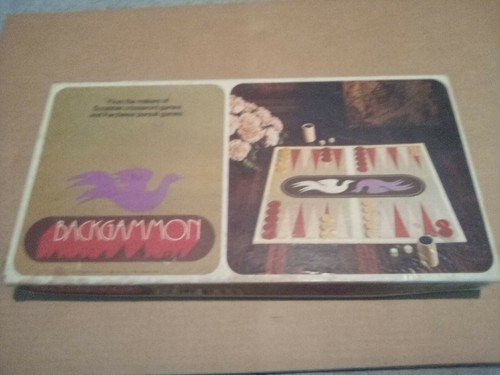 From the makers of
Scrabble crossword games
and Parcheesi pursuit games
BACKGAMMON